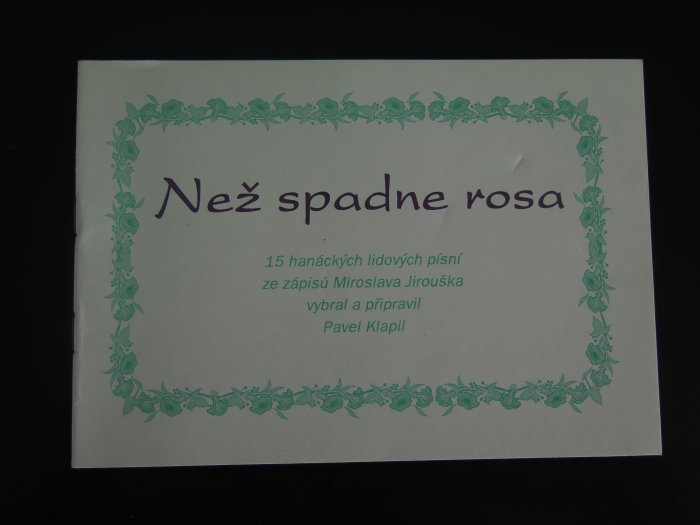 Než spadne rosa
15 hanáckých lidových písní
ze zápisů Miroslava Jirouška
vybral a připravil
Pavel Klapil